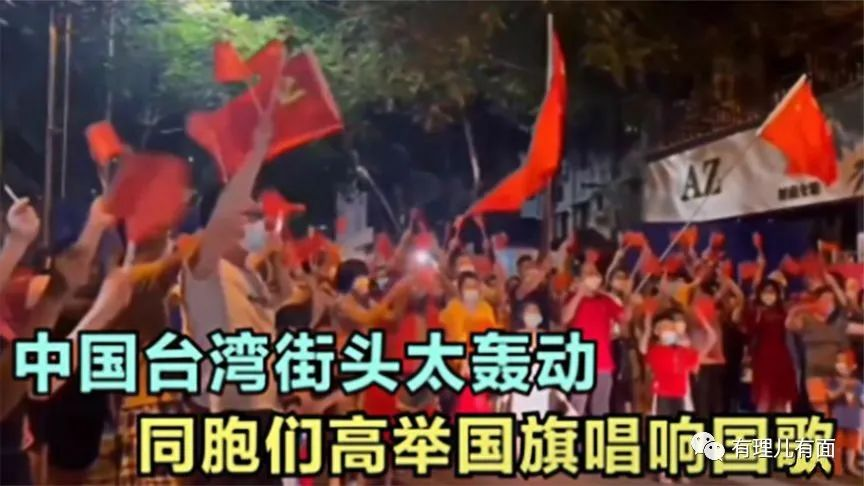 AZ
中国台湾街头太轰动
同胞们高举国旗唱响国歌
有理儿有面